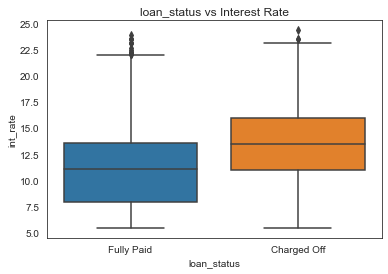 loan_status vs Interest Rate
25.0
22.5
20.0
17.5
15.0
12.5
10.0
7.5
5.0
int_rate
Fully Paid
Charged Off
loan_status